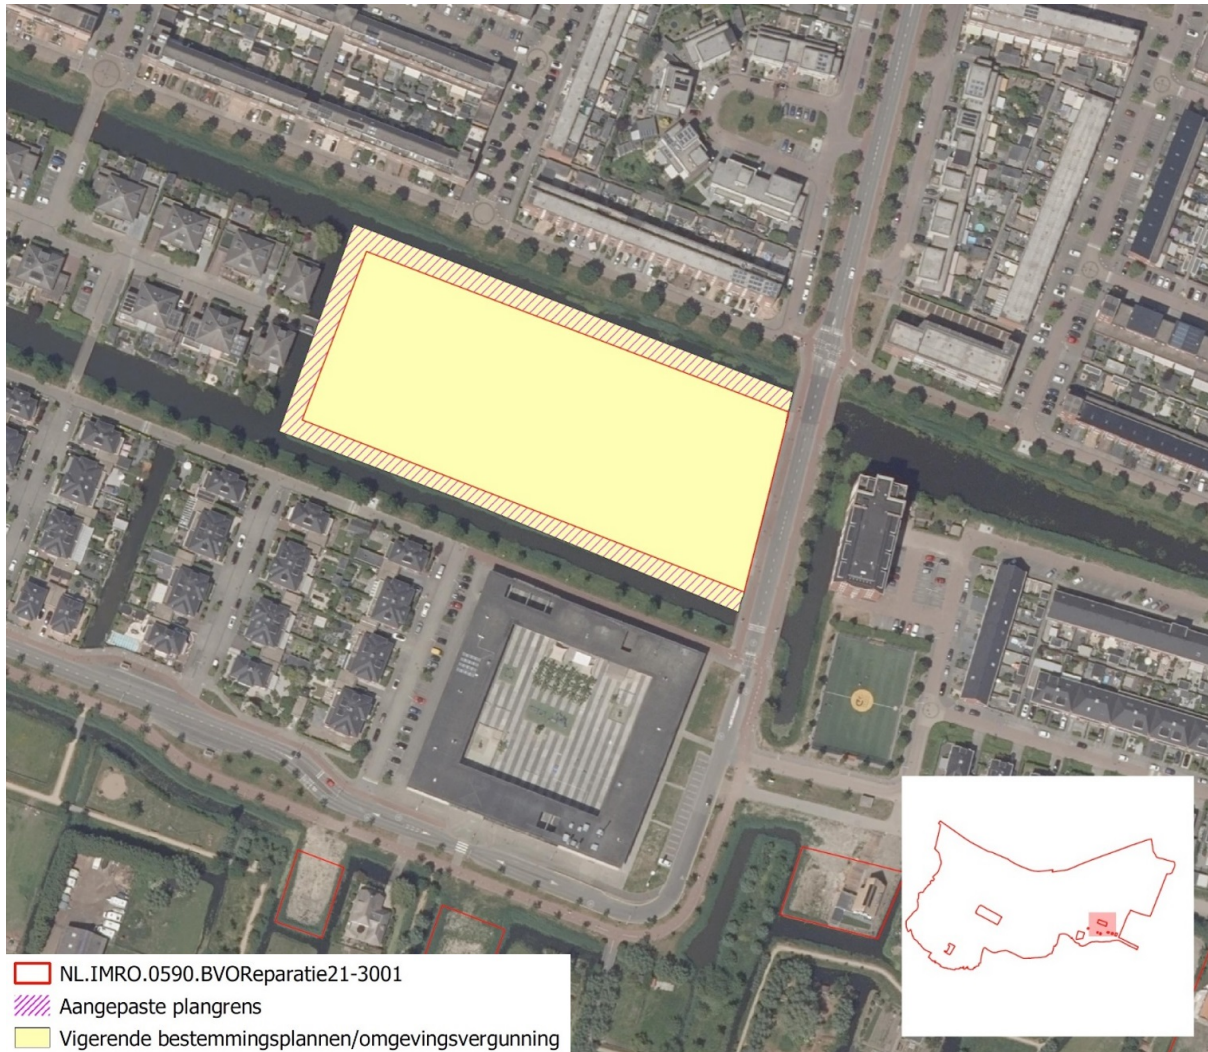 NL.IMRO.0590.BVOReparatie21-3001
Aangepaste plangrens
Vigerende bestemmingsplannen/omgevingsvergunning